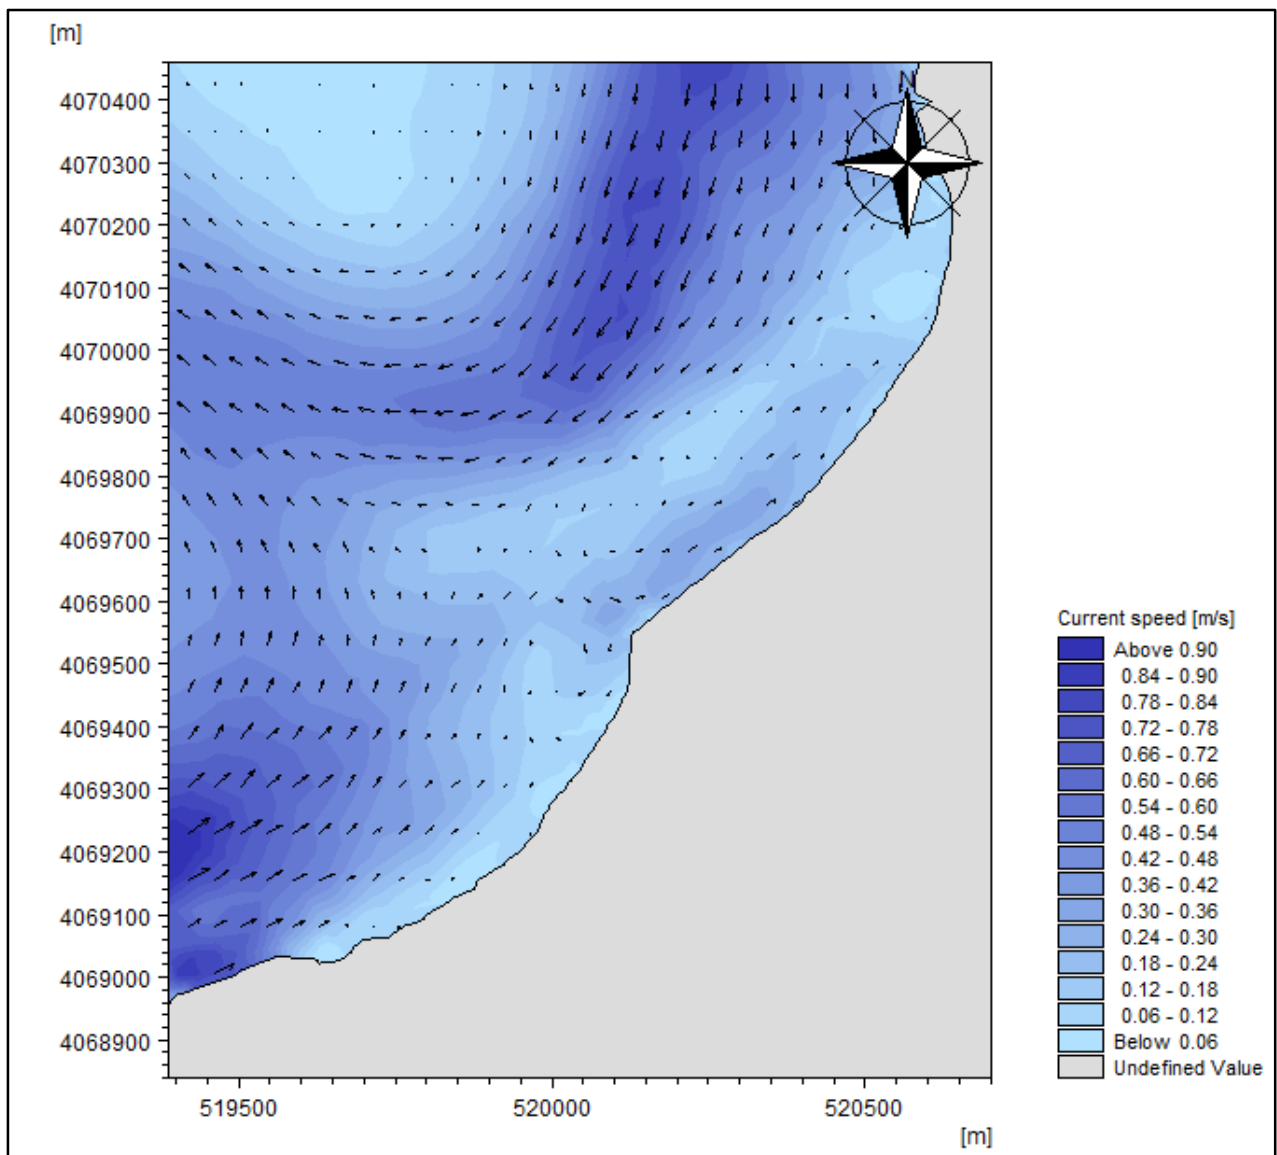 [m]
4070400
4070300
4070200
4070100
4070000
4069900
4069800
4069700
4069600
4069500
4069400
4069300
4069200
4069100
4069000
4068900
519500 520000 520500
[m]
N
Current speed [m/s]
Above 0.90
0.84 - 0.90
0.78 - 0.84
0.72 - 0.78
0.66 - 0.72
0.60 - 0.66
0.54 - 0.60
0.48 - 0.54
0.42 - 0.48
0.36 - 0.42
0.30 - 0.36
0.24 - 0.30
0.18 - 0.24
0.12 - 0.18
0.06 - 0.12
Below 0.06
Undefined Value